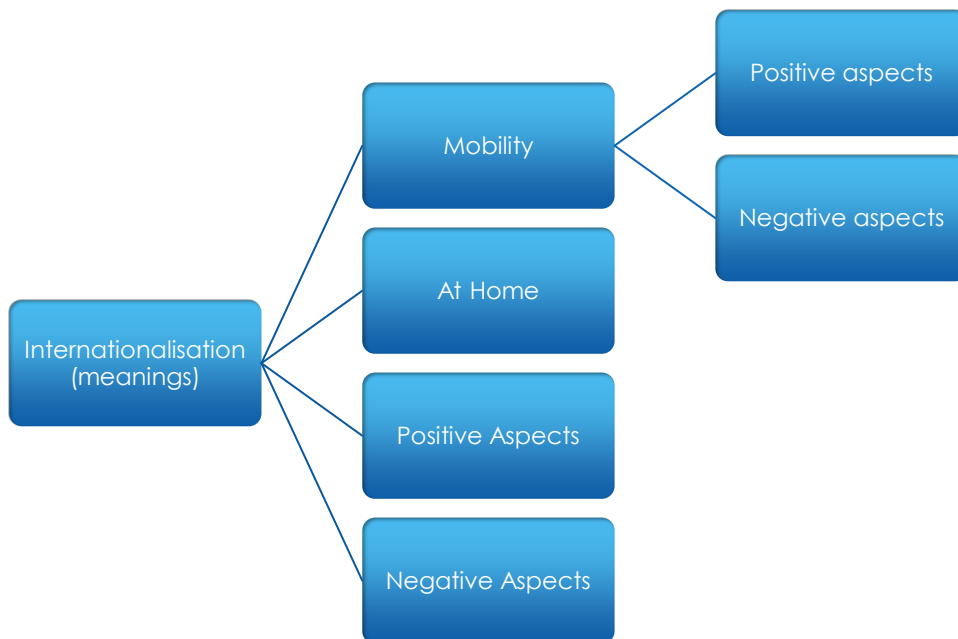 Internationalisation
(meanings)
Mobility
Positive aspects
Negative aspects
At Home
Positive Aspects
Negative Aspects